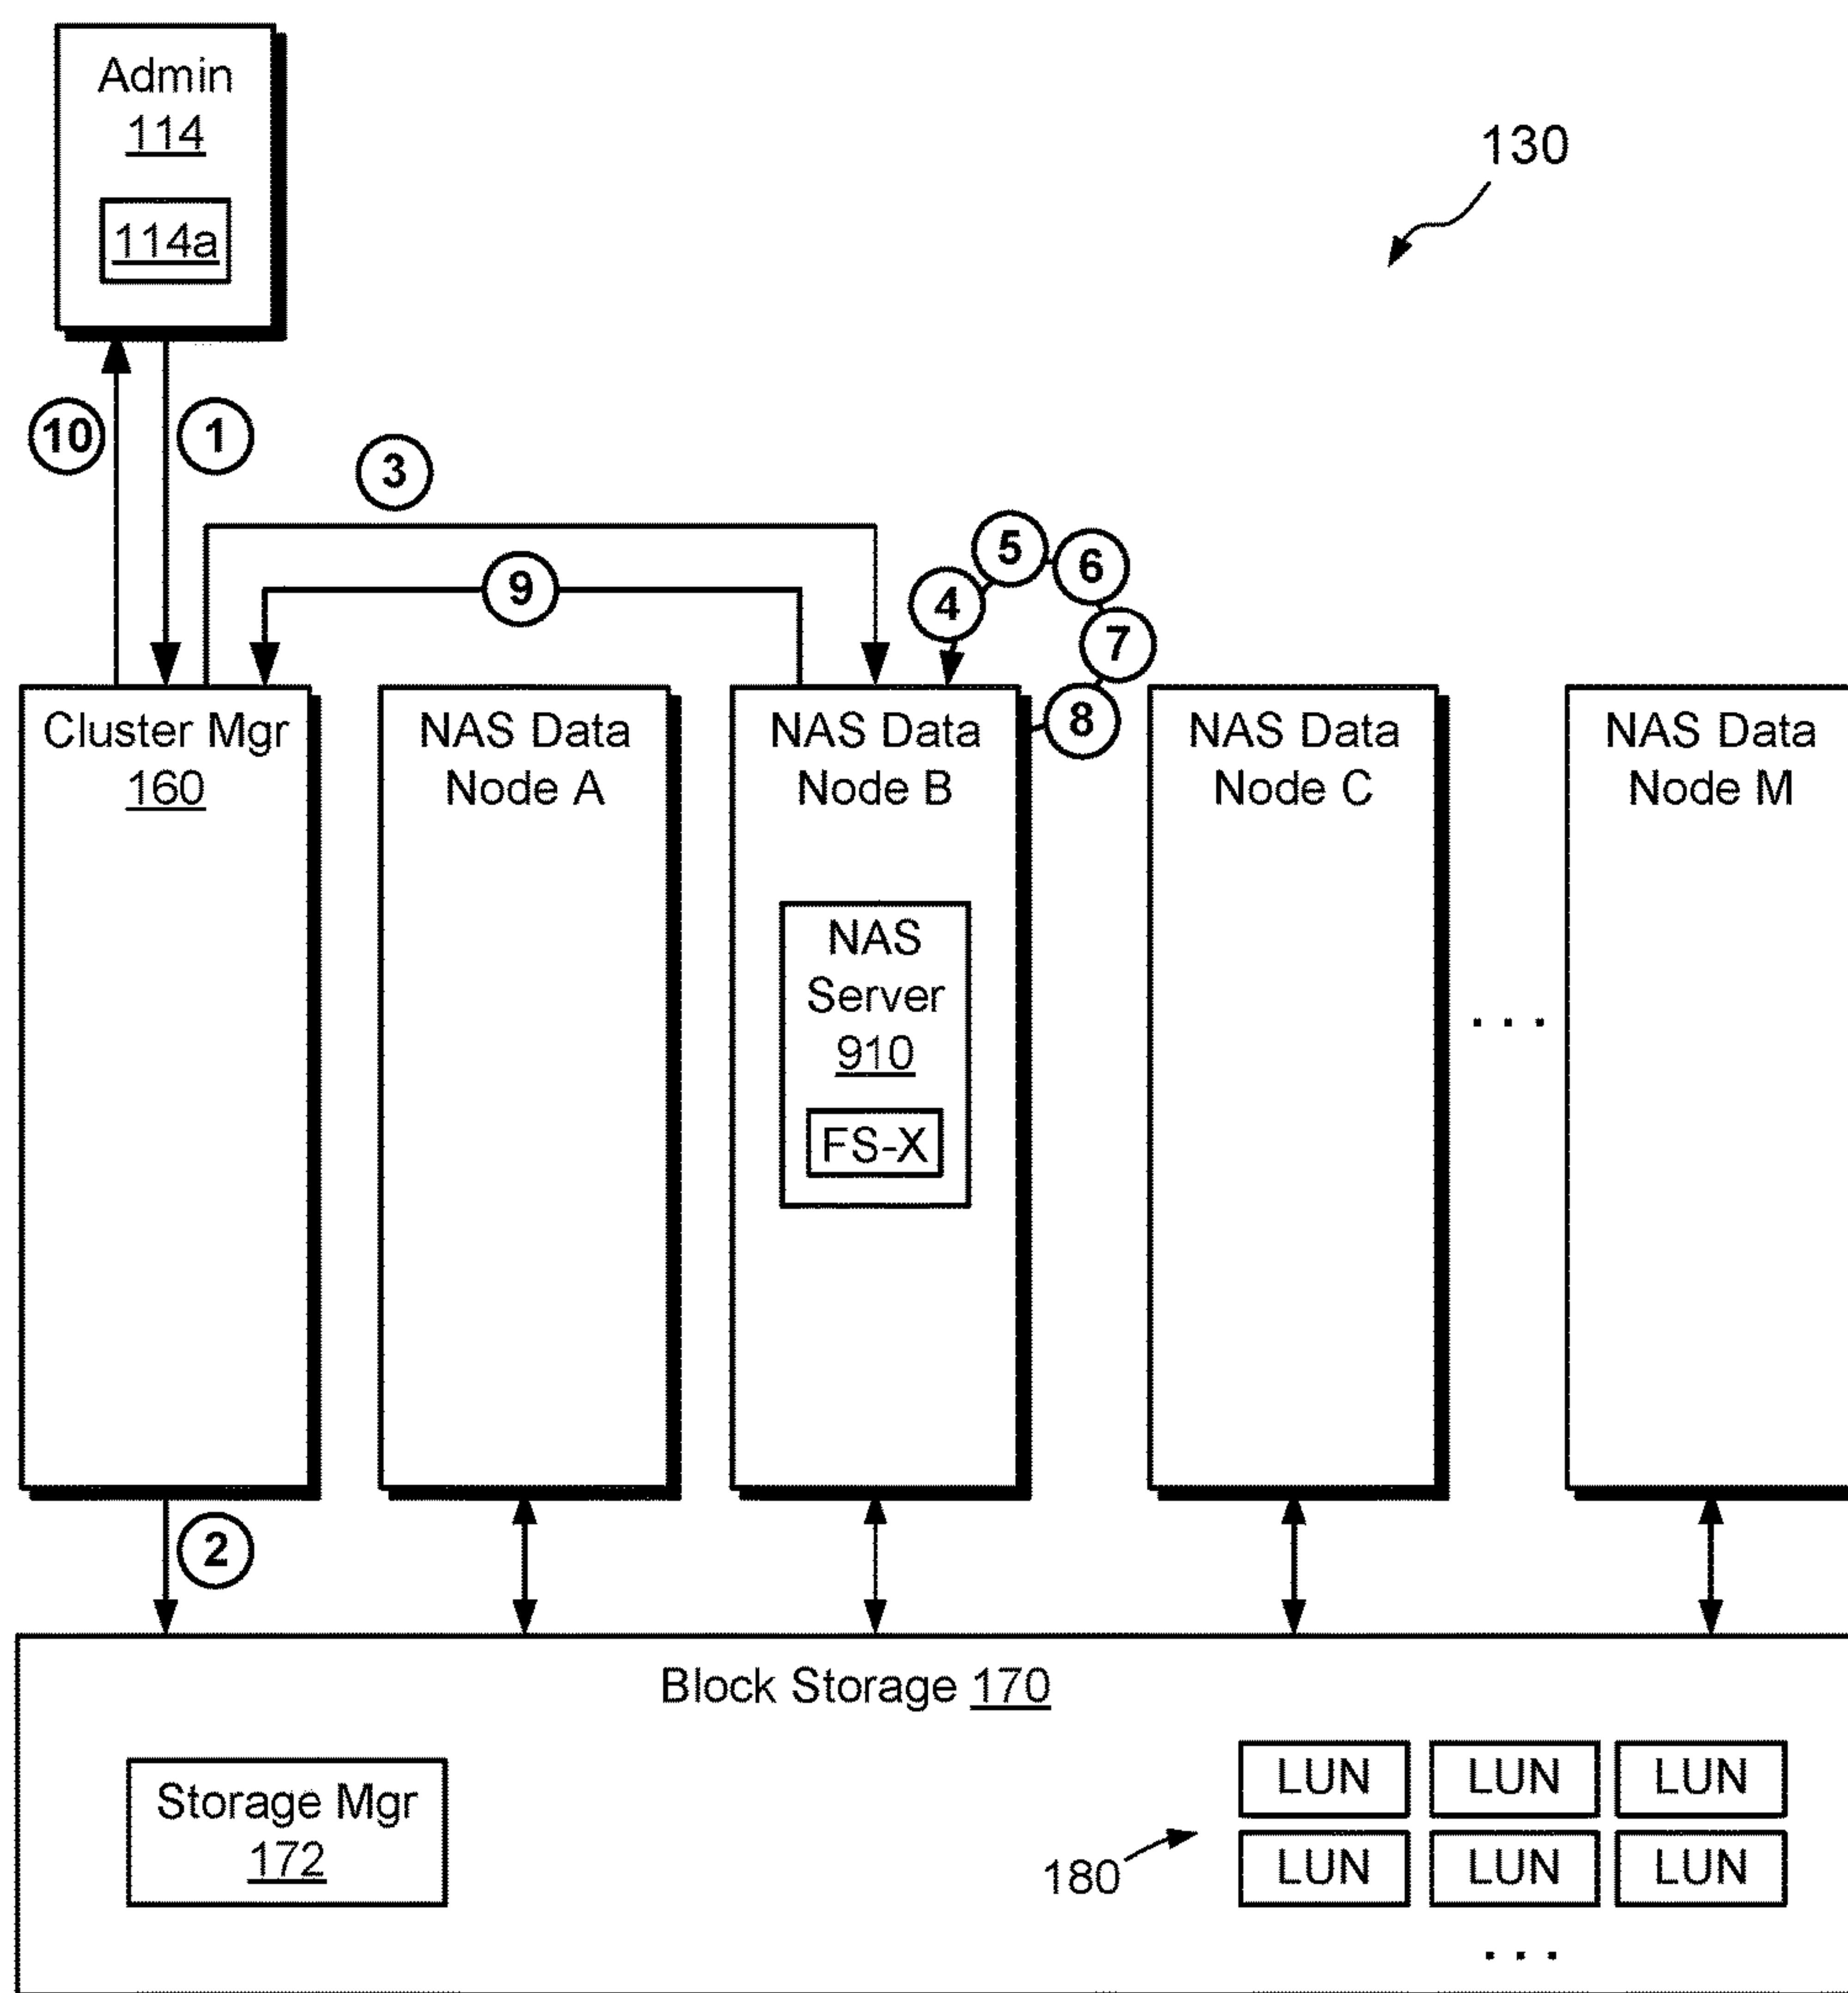 Admin
114
114a
130
10
1
3
9
5
6
4
7
8
Cluster Mgr
160
NAS Data
Node A
NAS Data
Node B
NAS Data
Node C
NAS Data
Node M
NAS
Server
910
FS-X
. . .
2
Block Storage 170
Storage Mgr
172
LUN LUN LUN
180
LUN LUN LUN
. . .